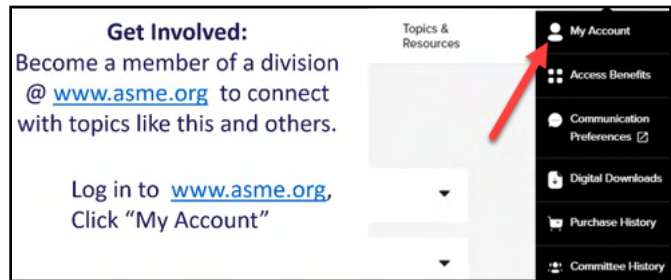 Get Involved:
Become a member of a division
@ www.asme.org to connect
with topics like this and others.
Log in to www.asme.org,
Click “My Account”
Topics &
Resources
My Account
Access Benefits
Communication
Preferences
Digital Downloads
Purchase History
Committee History